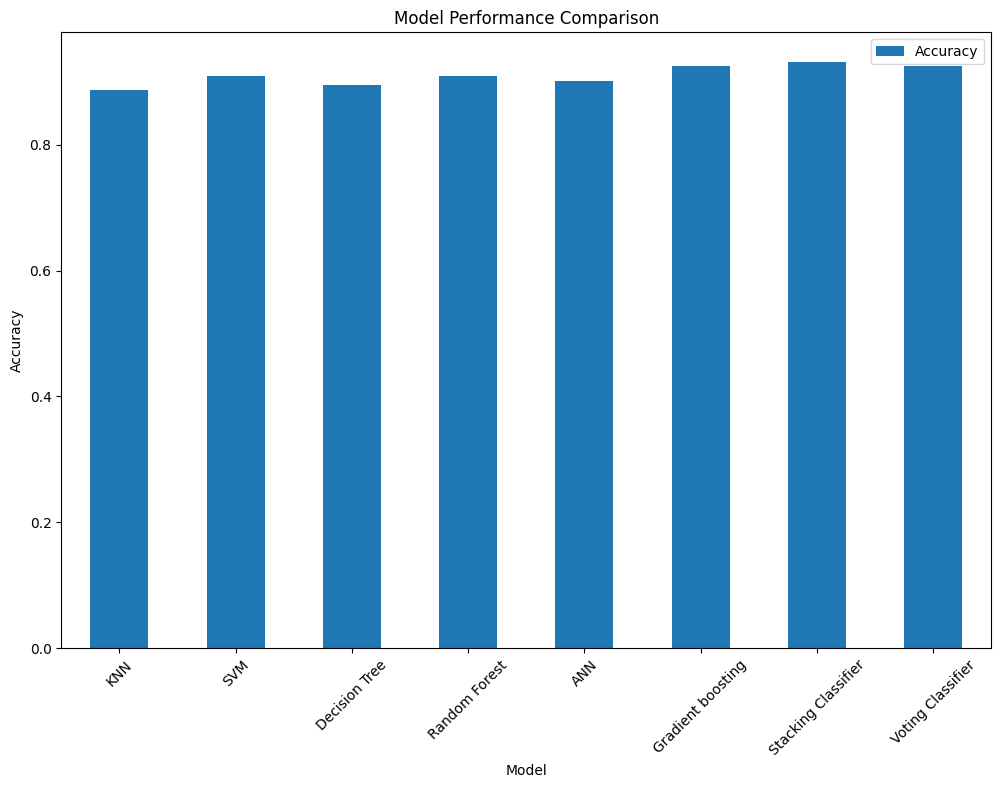 Model Performance Comparison
Accuracy
Accuracy
0.8
0.6
0.4
0.2
0.0
KNN
SVM
Decision Tree
Random Forest
ANN
Gradient boosting
Stacking Classifier
Voting Classifier
Model